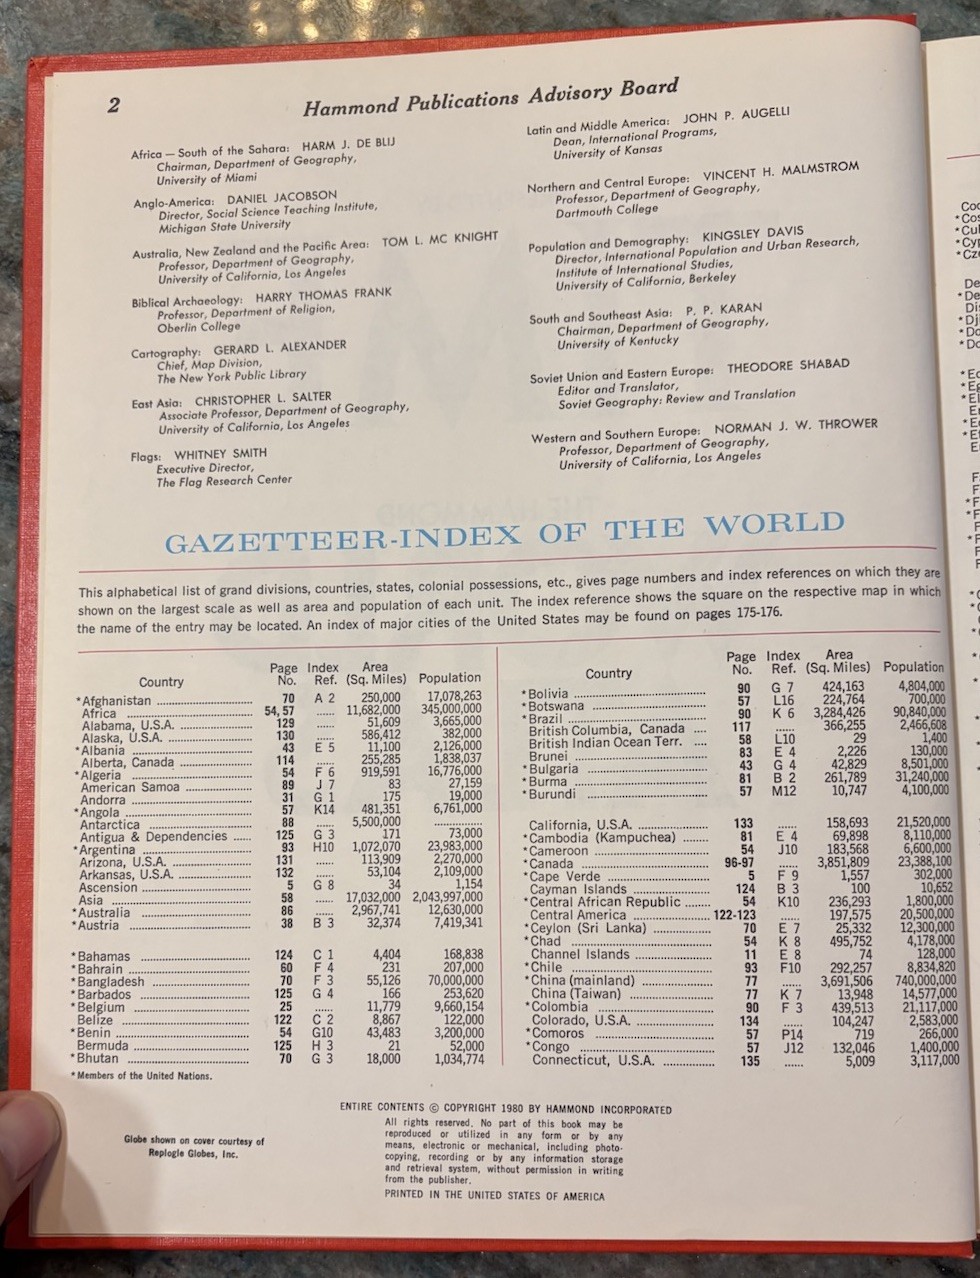 2
Hammond Publications Advisory Board
Africa — South of the Sahara: HARM J. DE BLIJ
Chairman, Department of Geography,
University of Miami
Anglo-America: DANIEL JACOBSON
Director, Social Science Teaching Institute,
Michigan State University
Australia, New Zealand and the Pacific Area: TOM L. MC KNIGHT
Professor, Department of Geography,
University of California, Los Angeles
Biblical Archaeology: HARRY THOMAS FRANK
Professor, Department of Religion,
Oberlin College
Cartography: GERARD L. ALEXANDER
Chief, Map Division,
The New York Public Library
East Asia: CHRISTOPHER L. SALTER
Associate Professor, Department of Geography,
University of California, Los Angeles
Flags: WHITNEY SMITH
Executive Director,
The Flag Research Center
Latin and Middle America: JOHN P. AUGELLI
Dean, International Programs,
University of Kansas
Northern and Central Europe: VINCENT H. MALMSTROM
Professor, Department of Geography,
Dartmouth College
Population and Demography: KINGSLEY DAVIS
Director, International Population and Urban Research,
Institute of International Studies,
University of California, Berkeley
South and Southeast Asia: P. P. KARAN
Chairman, Department of Geography,
University of Kentucky
Soviet Union and Eastern Europe: THEODORE SHABAD
Editor and Translator,
Soviet Geography: Review and Translation
Western and Southern Europe: NORMAN J. W. THROWER
Professor, Department of Geography,
University of California, Los Angeles
GAZETTEER-INDEX OF THE WORLD
This alphabetical list of grand divisions, countries, states, colonial possessions, etc., gives page numbers and index references on which they are
shown on the largest scale as well as area and population of each unit. The index reference shows the square on the respective map in which
the name of the entry may be located. An index of major cities of the United States may be found on pages 175-176.
Country Page No. Index Ref. Area (Sq. Miles) Population
*Afghanistan 70 A 2 250,000 17,078,263
Africa 54, 57 ...... 11,682,000 345,000,000
Alabama, U.S.A. 129 ...... 51,609 3,665,000
Alaska, U.S.A. 130 ...... 586,412 382,000
*Albania 43 E 5 11,100 2,126,000
Alberta, Canada 114 ...... 255,285 1,838,037
*Algeria 54 F 6 919,591 16,776,000
American Samoa 89 J 7 83 27,159
Andorra 31 G 1 175 19,000
*Angola 57 K14 481,351 6,761,000
Antarctica 88 ...... 5,500,000 ......
Antigua & Dependencies 125 G 3 171 73,000
*Argentina 93 H10 1,072,070 23,983,000
Arizona, U.S.A. 131 ...... 113,909 2,270,000
Arkansas, U.S.A. 132 ...... 53,104 2,109,000
Ascension 5 G 8 34 1,154
Asia 58 ...... 17,032,000 2,043,997,000
*Australia 86 ...... 2,967,741 12,630,000
*Austria 38 B 3 32,374 7,419,341
*Bahamas 124 C 1 4,404 168,838
*Bahrain 60 F 4 231 207,000
*Bangladesh 70 F 3 55,126 70,000,000
*Barbados 125 G 4 166 253,620
*Belgium 25 ...... 11,779 9,660,154
Belize 122 C 2 8,867 122,000
*Benin 54 G10 43,483 3,200,000
Bermuda 125 H 3 21 52,000
*Bhutan 70 G 3 18,000 1,034,774
*Members of the United Nations.
Country Page No. Index Ref. Area (Sq. Miles) Population
*Bolivia 90 G 7 424,163 4,804,000
*Botswana 57 L16 224,764 700,000
*Brazil 90 K 6 3,284,426 90,840,000
British Columbia, Canada 117 ...... 366,255 2,466,608
British Indian Ocean Terr. 58 L10 29 1,400
Brunei 83 E 4 2,226 130,000
*Bulgaria 43 G 4 42,829 8,501,000
*Burma 81 B 2 261,789 31,240,000
*Burundi 57 M12 10,747 4,100,000
California, U.S.A. 133 ...... 158,693 21,520,000
*Cambodia (Kampuchea) 81 E 4 69,898 8,110,000
*Cameroon 54 J10 183,568 6,600,000
*Canada 96-97 ...... 3,851,809 23,388,100
*Cape Verde 5 F 9 1,557 302,000
Cayman Islands 124 B 3 100 10,652
*Central African Republic 54 K10 236,293 1,800,000
Central America 122-123 ...... 197,575 20,500,000
*Ceylon (Sri Lanka) 70 E 7 25,332 12,300,000
*Chad 54 K 8 495,752 4,178,000
Channel Islands 11 E 8 74 128,000
*Chile 93 F10 292,257 8,834,820
*China (mainland) 77 ...... 3,691,506 740,000,000
China (Taiwan) 77 K 7 13,948 14,577,000
*Colombia 90 F 3 439,513 21,117,000
Colorado, U.S.A. 134 ...... 104,247 2,583,000
*Comoros 57 P14 719 266,000
*Congo 57 J12 132,046 1,400,000
Connecticut, U.S.A. 135 ...... 5,009 3,117,000
ENTIRE CONTENTS © COPYRIGHT 1980 BY HAMMOND INCORPORATED
All rights reserved. No part of this book may be
reproduced or utilized in any form or by any
means, electronic or mechanical, including photo-
copying, recording or by any information storage
and retrieval system, without permission in writing
from the publisher.
PRINTED IN THE UNITED STATES OF AMERICA
Globe shown on cover courtesy of
Replogle Globes, Inc.